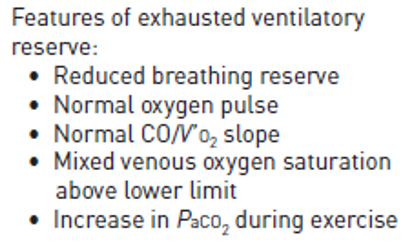 Features of exhausted ventilatory
reserve:
• Reduced breathing reserve
• Normal oxygen pulse
• Normal CO/V′O₂ slope
• Mixed venous oxygen saturation
above lower limit
• Increase in PaCO₂ during exercise